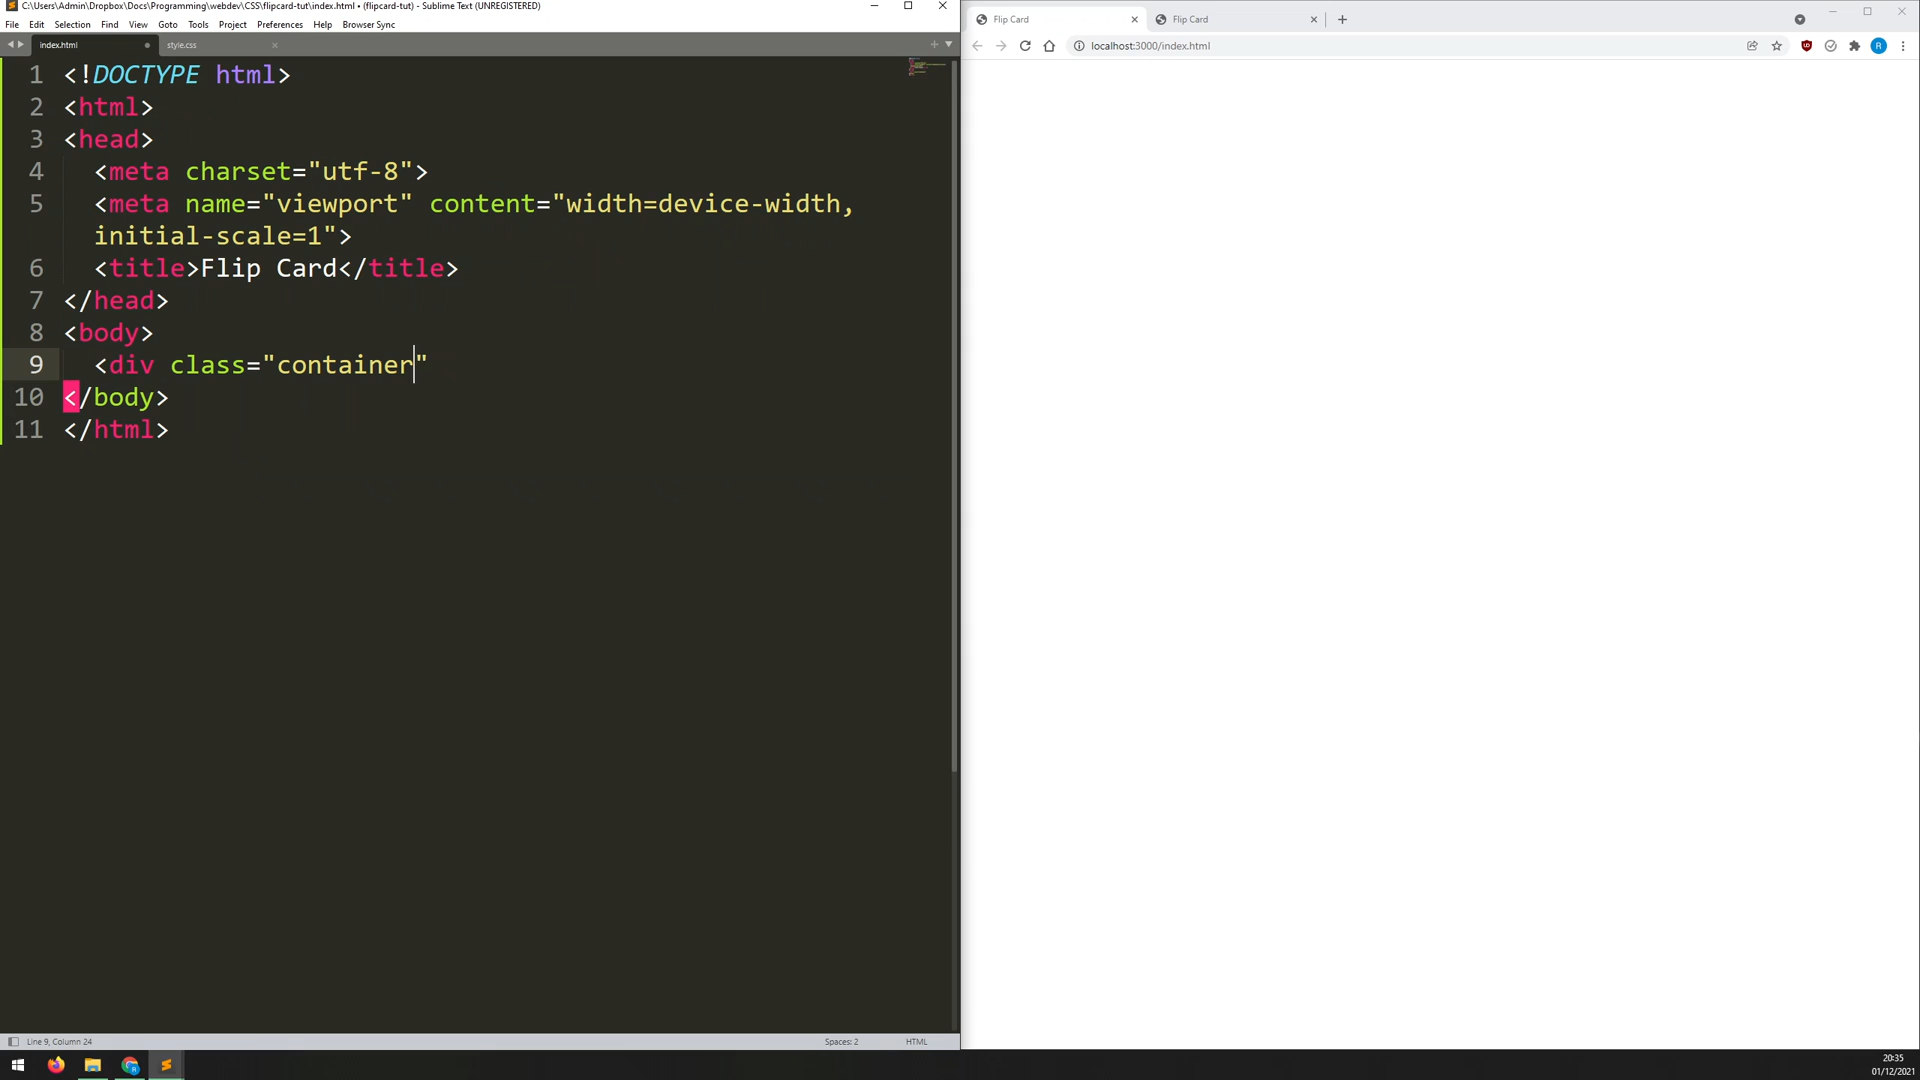 C:\Users\Admin\Dropbox\Docs\Programming\webdev\CSS\flipcard-tut\index.html • (flipcard-tut) - Sublime Text (UNREGISTERED)
File Edit Selection Find View Goto Tools Project Preferences Help Browser Sync
index.html style.css
1 <!DOCTYPE html>
2 <html>
3 <head>
4 <meta charset="utf-8">
5 <meta name="viewport" content="width=device-width,
initial-scale=1">
6 <title>Flip Card</title>
7 </head>
8 <body>
9 <div class="container"
10 </body>
11 </html>
Line 9, Column 24 Spaces: 2 HTML
Flip Card Flip Card
localhost:3000/index.html R
20:35
01/12/2021